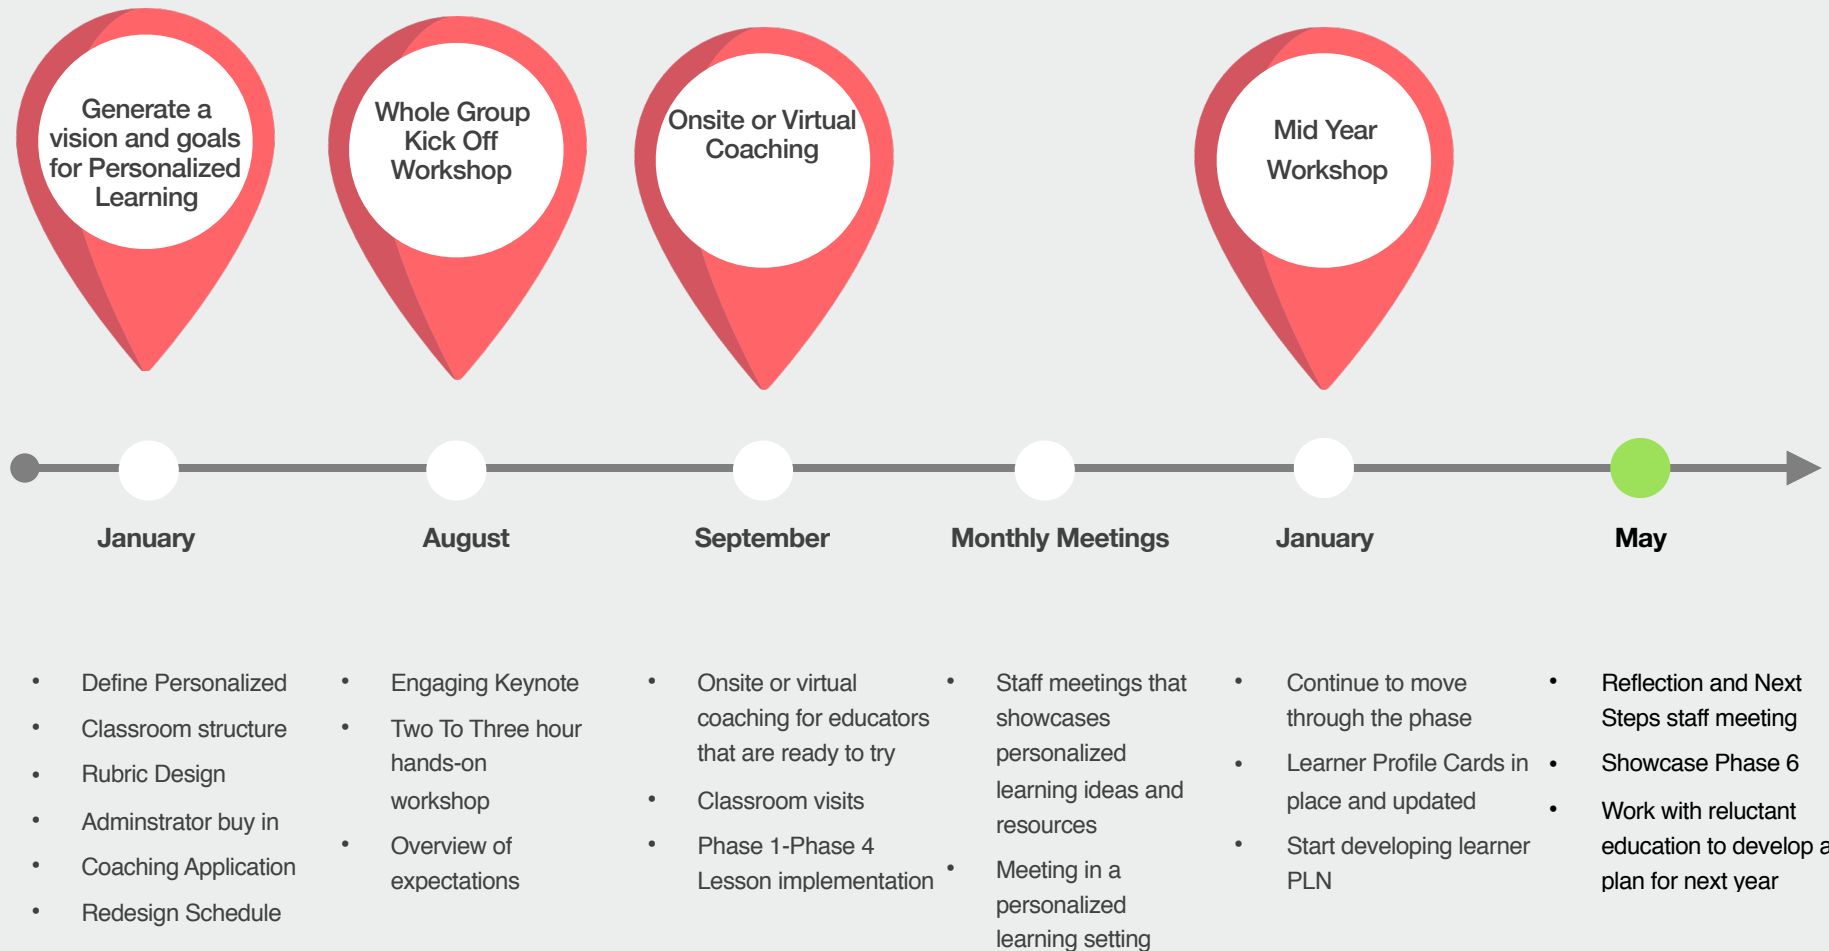 Generate a
vision and goals
for Personalized
Learning
Whole Group
Kick Off
Workshop
Onsite or Virtual
Coaching
Mid Year
Workshop
January
August
September
Monthly Meetings
January
May
• Define Personalized
• Classroom structure
• Rubric Design
• Adminstrator buy in
• Coaching Application
• Redesign Schedule
• Engaging Keynote
• Two To Three hour
hands-on
workshop
• Overview of
expectations
• Onsite or virtual
coaching for educators
that are ready to try
• Classroom visits
• Phase 1-Phase 4
Lesson implementation
• Staff meetings that
showcases
personalized
learning ideas and
resources
• Meeting in a
personalized
learning setting
• Continue to move
through the phase
• Learner Profile Cards in
place and updated
• Start developing learner
PLN
• Reflection and Next
Steps staff meeting
• Showcase Phase 6
• Work with reluctant
education to develop a
plan for next year